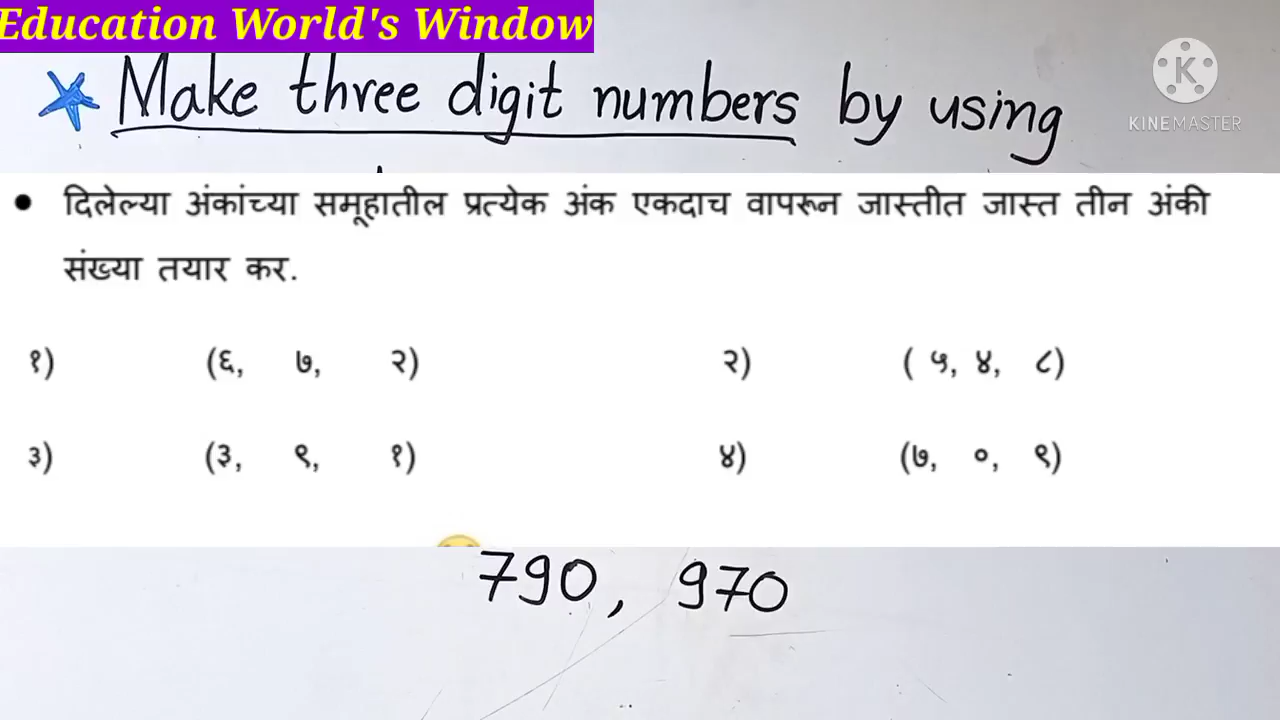 Education World's Window
Make three digit numbers by using
K
KINEMASTER
• दिलेल्या अंकांच्या समूहातील प्रत्येक अंक एकदाच वापरून जास्तीत जास्त तीन अंकी
संख्या तयार कर.
१) (६, ७, २) २) ( ५, ४, ८)
३) (३, ९, १) ४) (७, ०, ९)
790, 970